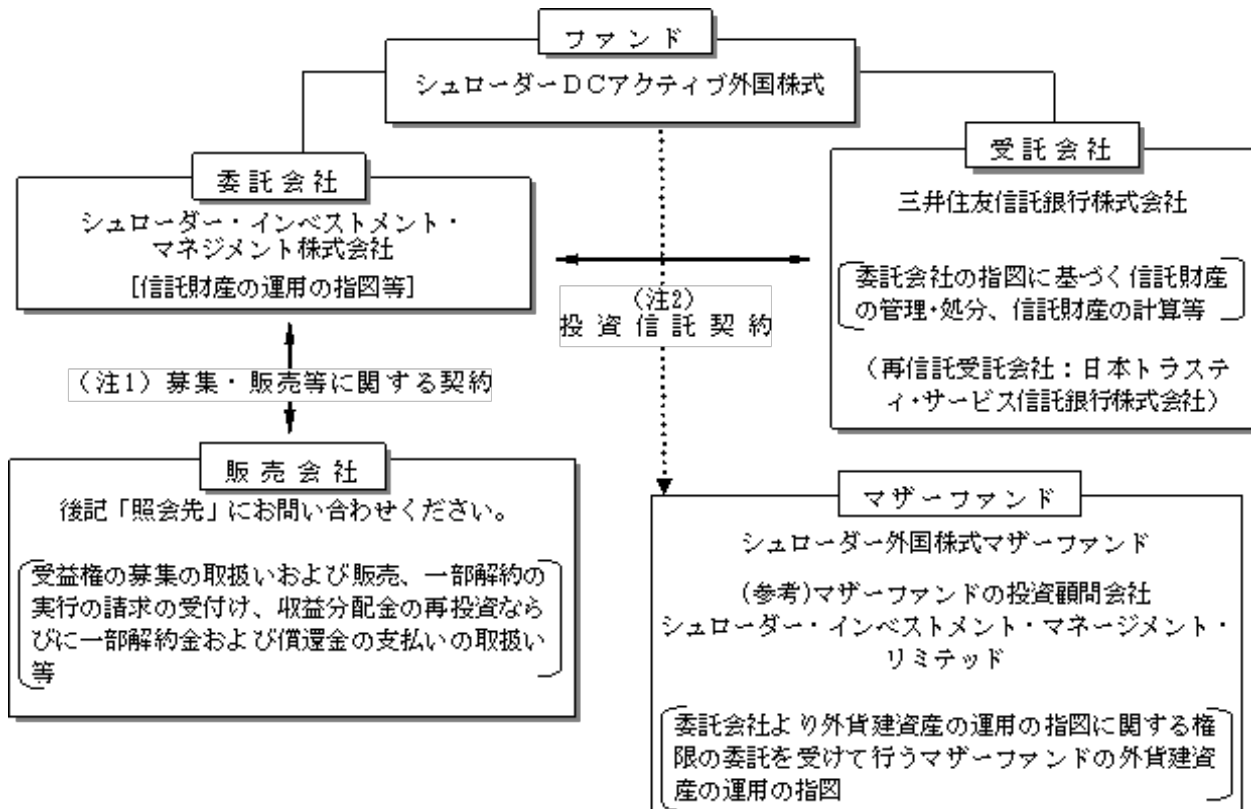 ファンド
シュローダーDCアクティブ外国株式
委託会社
シュローダー・インベストメント・
マネジメント株式会社
[信託財産の運用の指図等]
受託会社
三井住友信託銀行株式会社
委託会社の指図に基づく信託財産
の管理・処分、信託財産の計算等
(再信託受託会社:日本トラステ
ィ・サービス信託銀行株式会社)
(注2)
投資信託契約
(注1)募集・販売等に関する契約
販売会社
後記「照会先」にお問い合わせください。
受益権の募集の取扱いおよび販売、一部解約の
実行の請求の受付け、収益分配金の再投資なら
びに一部解約金および償還金の支払いの取扱い
等
マザーファンド
シュローダー外国株式マザーファンド
(参考)マザーファンドの投資顧問会社
シュローダー・インベストメント・マネージメント・
リミテッド
委託会社より外貨建資産の運用の指図に関する権
限の委託を受けて行うマザーファンドの外貨建資
産の運用の指図